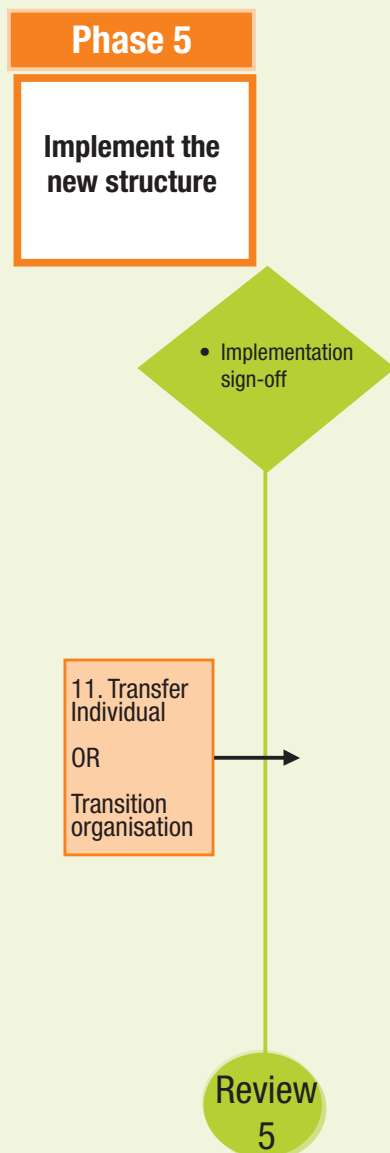 Phase 5
Implement the
new structure
• Implementation
sign-off
11. Transfer
Individual
OR
Transition
organisation
Review
5